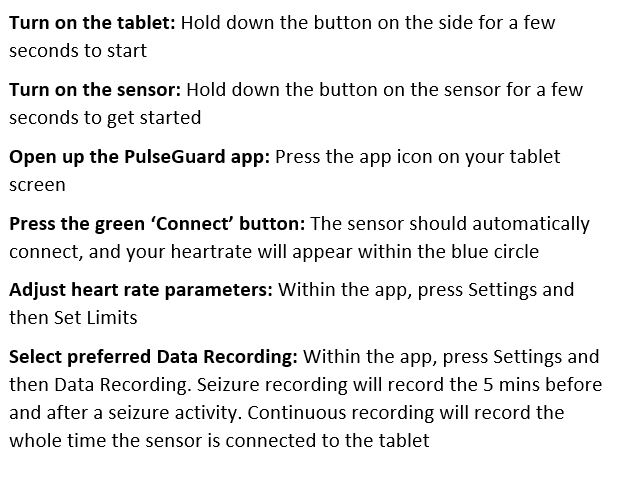 Turn on the tablet: Hold down the button on the side for a few
seconds to start
Turn on the sensor: Hold down the button on the sensor for a few
seconds to get started
Open up the PulseGuard app: Press the app icon on your tablet
screen
Press the green ‘Connect’ button: The sensor should automatically
connect, and your heartrate will appear within the blue circle
Adjust heart rate parameters: Within the app, press Settings and
then Set Limits
Select preferred Data Recording: Within the app, press Settings and
then Data Recording. Seizure recording will record the 5 mins before
and after a seizure activity. Continuous recording will record the
whole time the sensor is connected to the tablet